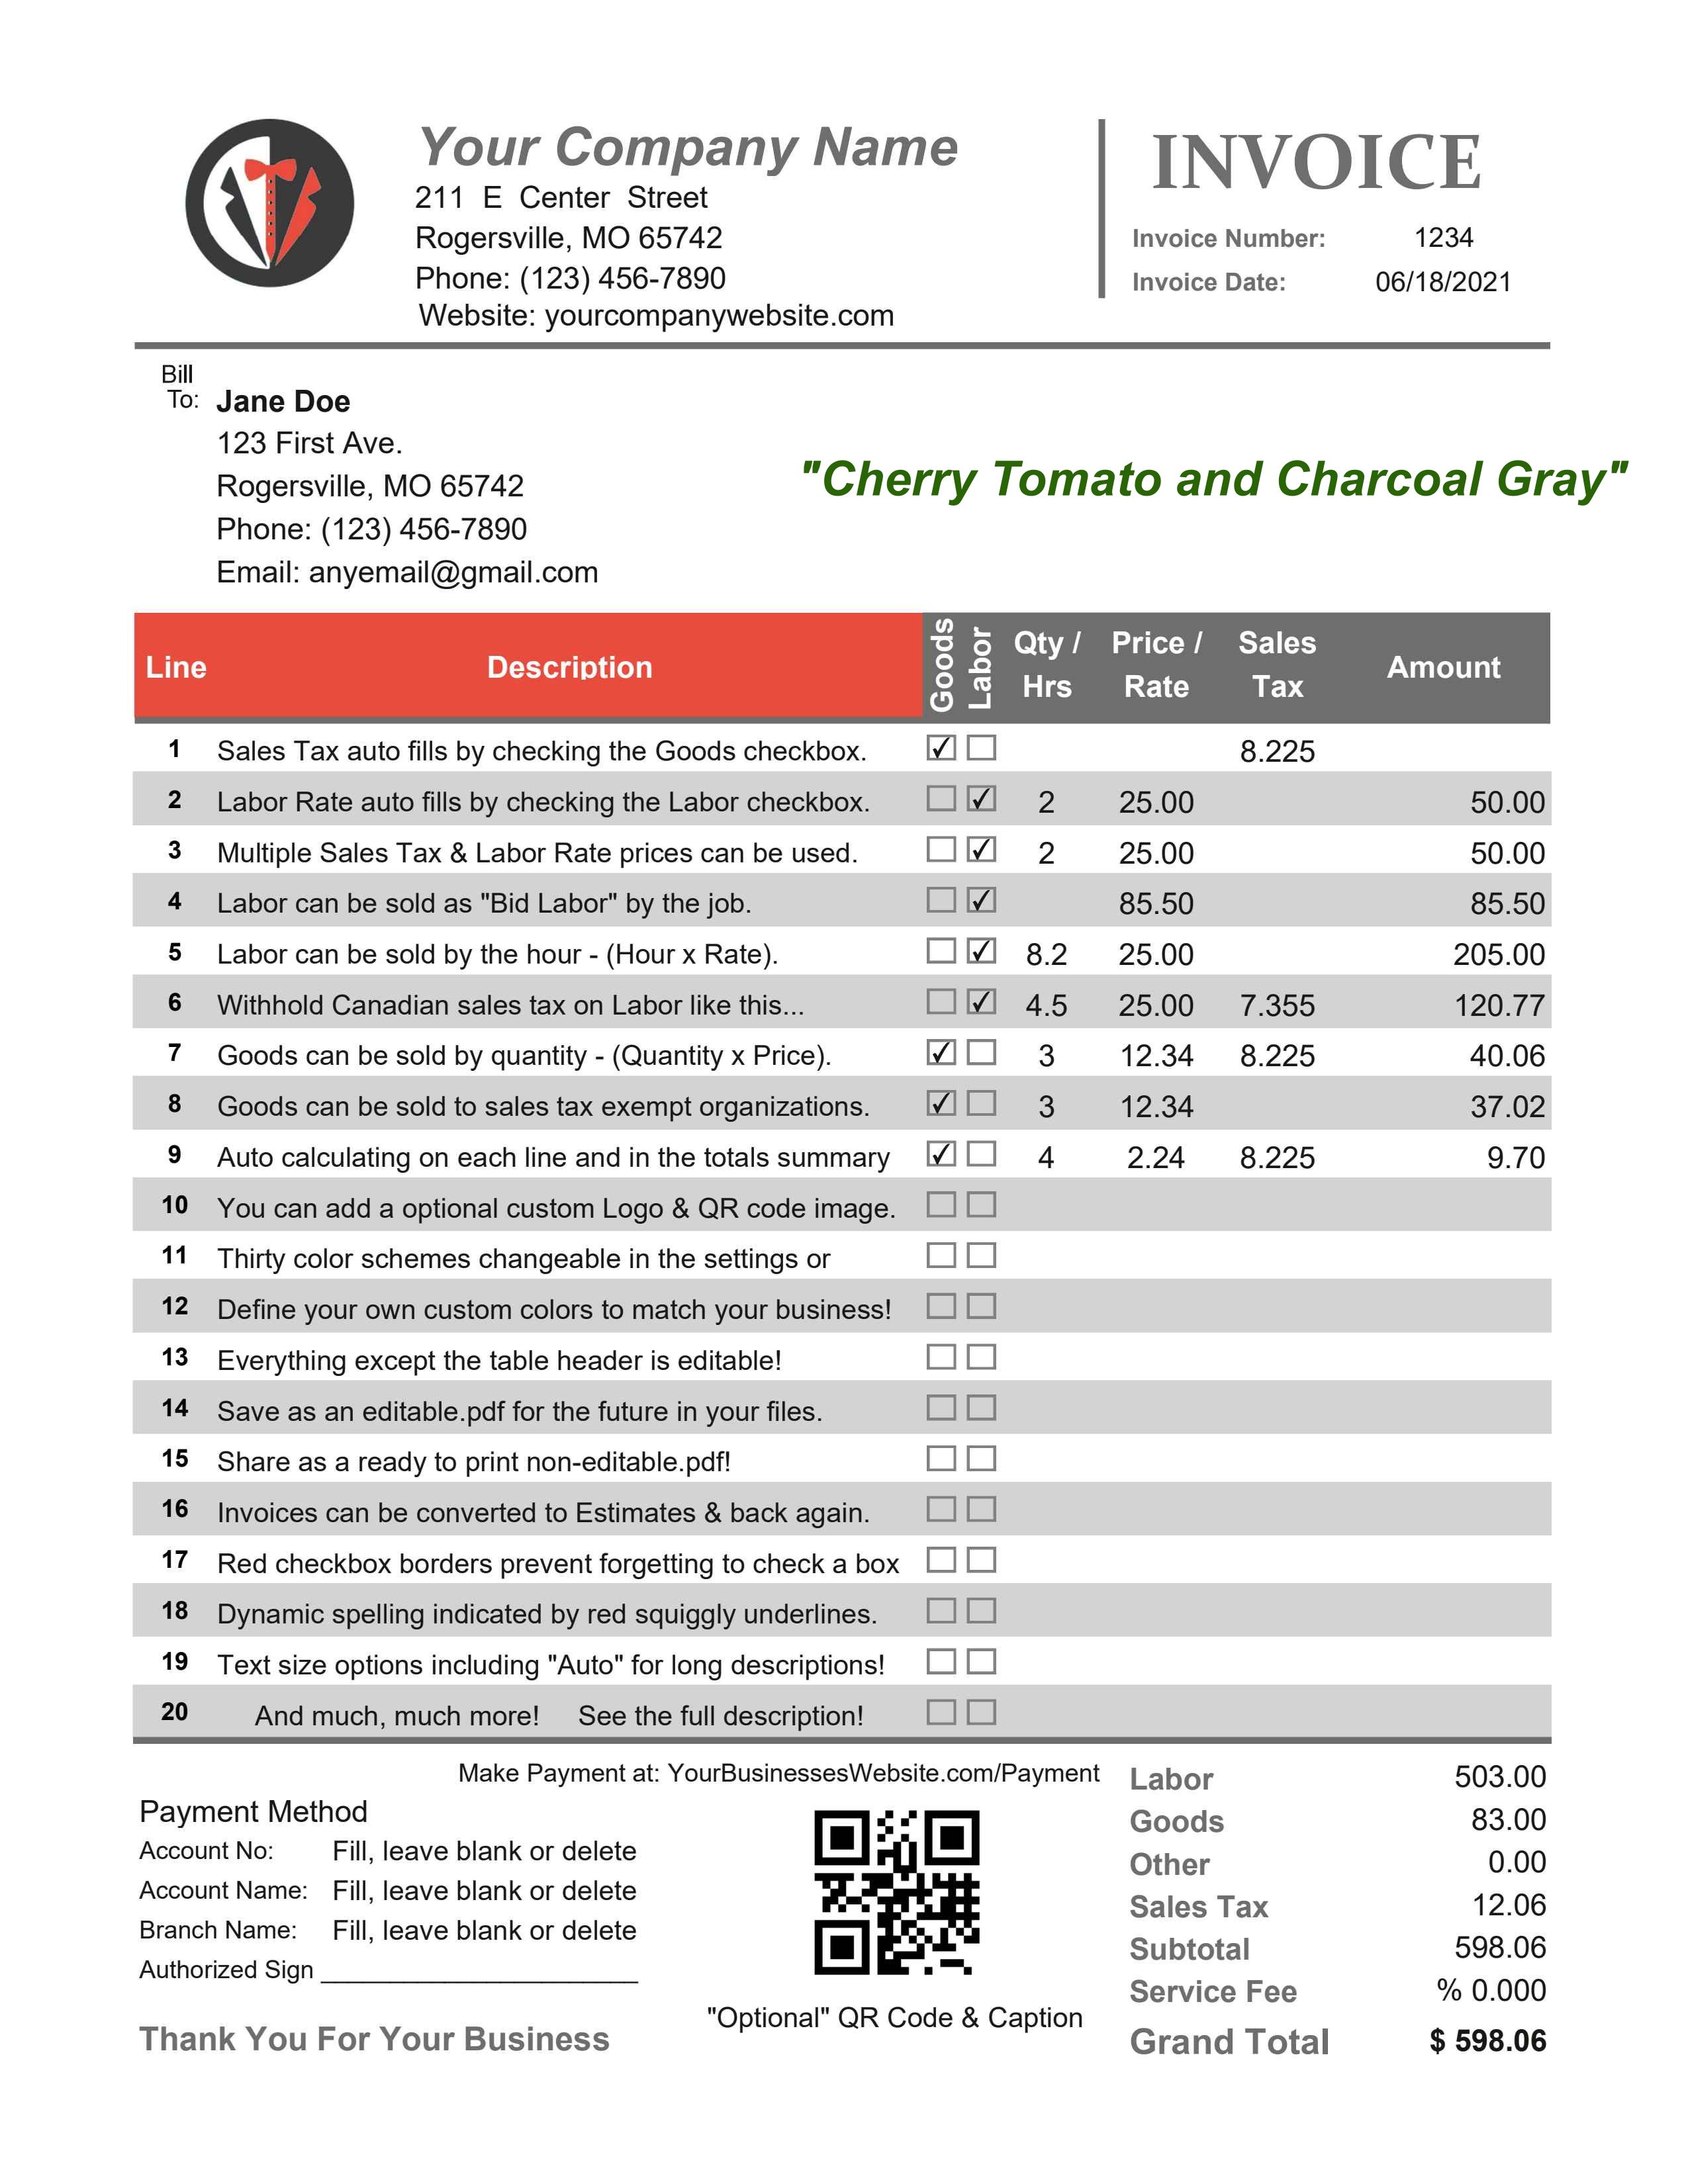 Your Company Name
211 E Center Street
Rogersville, MO 65742
Phone: (123) 456-7890
Website: yourcompanywebsite.com
INVOICE
Invoice Number: 1234
Invoice Date: 06/18/2021
Bill
To: Jane Doe
123 First Ave.
Rogersville, MO 65742
Phone: (123) 456-7890
Email: anyemail@gmail.com
"Cherry Tomato and Charcoal Gray"
Line Description Goods Labor Qty / Hrs Price / Rate Sales Tax Amount
1 Sales Tax auto fills by checking the Goods checkbox. 8.225
2 Labor Rate auto fills by checking the Labor checkbox. 2 25.00 50.00
3 Multiple Sales Tax & Labor Rate prices can be used. 2 25.00 50.00
4 Labor can be sold as "Bid Labor" by the job. 85.50 85.50
5 Labor can be sold by the hour - (Hour x Rate). 8.2 25.00 205.00
6 Withhold Canadian sales tax on Labor like this... 4.5 25.00 7.355 120.77
7 Goods can be sold by quantity - (Quantity x Price). 3 12.34 8.225 40.06
8 Goods can be sold to sales tax exempt organizations. 3 12.34 37.02
9 Auto calculating on each line and in the totals summary 4 2.24 8.225 9.70
10 You can add a optional custom Logo & QR code image.
11 Thirty color schemes changeable in the settings or
12 Define your own custom colors to match your business!
13 Everything except the table header is editable!
14 Save as an editable.pdf for the future in your files.
15 Share as a ready to print non-editable.pdf!
16 Invoices can be converted to Estimates & back again.
17 Red checkbox borders prevent forgetting to check a box
18 Dynamic spelling indicated by red squiggly underlines.
19 Text size options including "Auto" for long descriptions!
20 And much, much more! See the full description!
Make Payment at: YourBusinessesWebsite.com/Payment
Payment Method
Account No: Fill, leave blank or delete
Account Name: Fill, leave blank or delete
Branch Name: Fill, leave blank or delete
Authorized Sign
Thank You For Your Business
"Optional" QR Code & Caption
Labor 503.00
Goods 83.00
Other 0.00
Sales Tax 12.06
Subtotal 598.06
Service Fee % 0.000
Grand Total $ 598.06